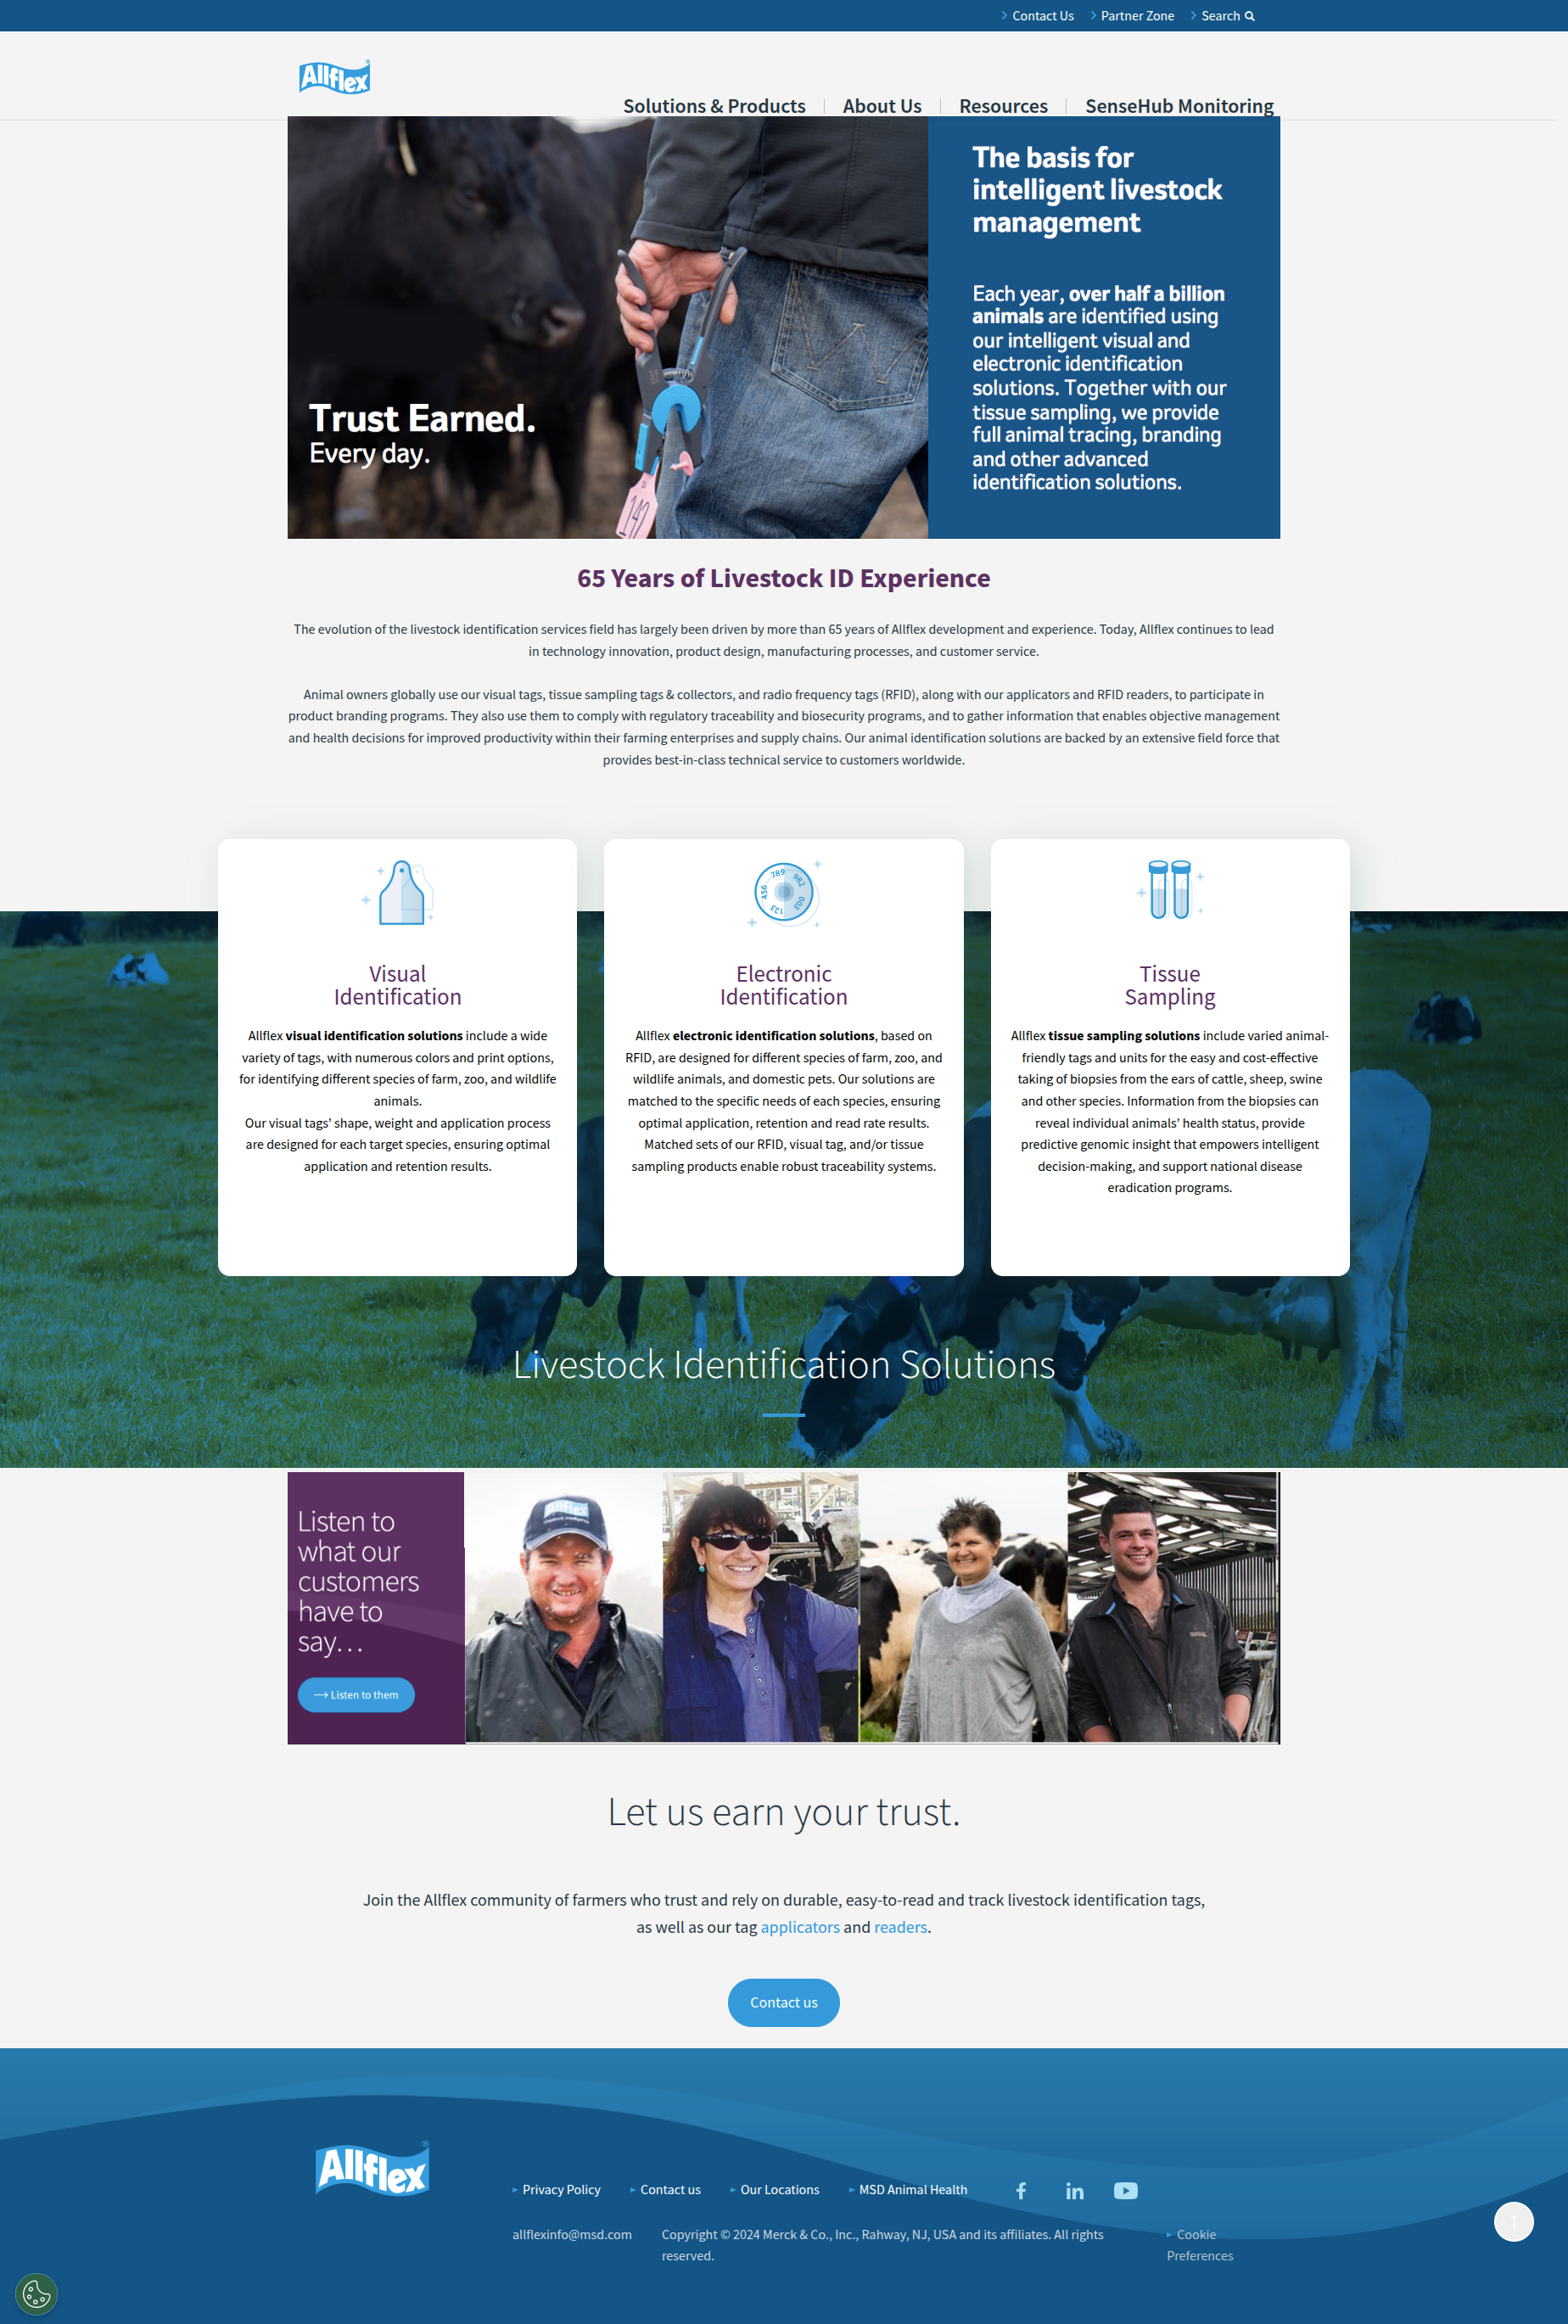 Contact Us
Partner Zone
Search
Allflex®
Solutions & Products
About Us
Resources
SenseHub Monitoring
The basis for
intelligent livestock
management
Each year, over half a billion
animals are identified using
our intelligent visual and
electronic identification
solutions. Together with our
tissue sampling, we provide
full animal tracing, branding
and other advanced
identification solutions.
Trust Earned.
Every day.
142
65 Years of Livestock ID Experience
The evolution of the livestock identification services field has largely been driven by more than 65 years of Allflex development and experience. Today, Allflex continues to lead
in technology innovation, product design, manufacturing processes, and customer service.
Animal owners globally use our visual tags, tissue sampling tags & collectors, and radio frequency tags (RFID), along with our applicators and RFID readers, to participate in
product branding programs. They also use them to comply with regulatory traceability and biosecurity programs, and to gather information that enables objective management
and health decisions for improved productivity within their farming enterprises and supply chains. Our animal identification solutions are backed by an extensive field force that
provides best-in-class technical service to customers worldwide.
Visual
Identification
Allflex visual identification solutions include a wide
variety of tags, with numerous colors and print options,
for identifying different species of farm, zoo, and wildlife
animals.
Our visual tags' shape, weight and application process
are designed for each target species, ensuring optimal
application and retention results.
456 789 982 003 123
Electronic
Identification
Allflex electronic identification solutions, based on
RFID, are designed for different species of farm, zoo, and
wildlife animals, and domestic pets. Our solutions are
matched to the specific needs of each species, ensuring
optimal application, retention and read rate results.
Matched sets of our RFID, visual tag, and/or tissue
sampling products enable robust traceability systems.
Tissue
Sampling
Allflex tissue sampling solutions include varied animal-
friendly tags and units for the easy and cost-effective
taking of biopsies from the ears of cattle, sheep, swine
and other species. Information from the biopsies can
reveal individual animals' health status, provide
predictive genomic insight that empowers intelligent
decision-making, and support national disease
eradication programs.
Livestock Identification Solutions
Listen to
what our
customers
have to
say…
Listen to them
Allflex
Livestock Intelligence
Let us earn your trust.
Join the Allflex community of farmers who trust and rely on durable, easy-to-read and track livestock identification tags,
as well as our tag applicators and readers.
Contact us
Allflex®
Privacy Policy
Contact us
Our Locations
MSD Animal Health
allflexinfo@msd.com
Copyright © 2024 Merck & Co., Inc., Rahway, NJ, USA and its affiliates. All rights
reserved.
Cookie
Preferences